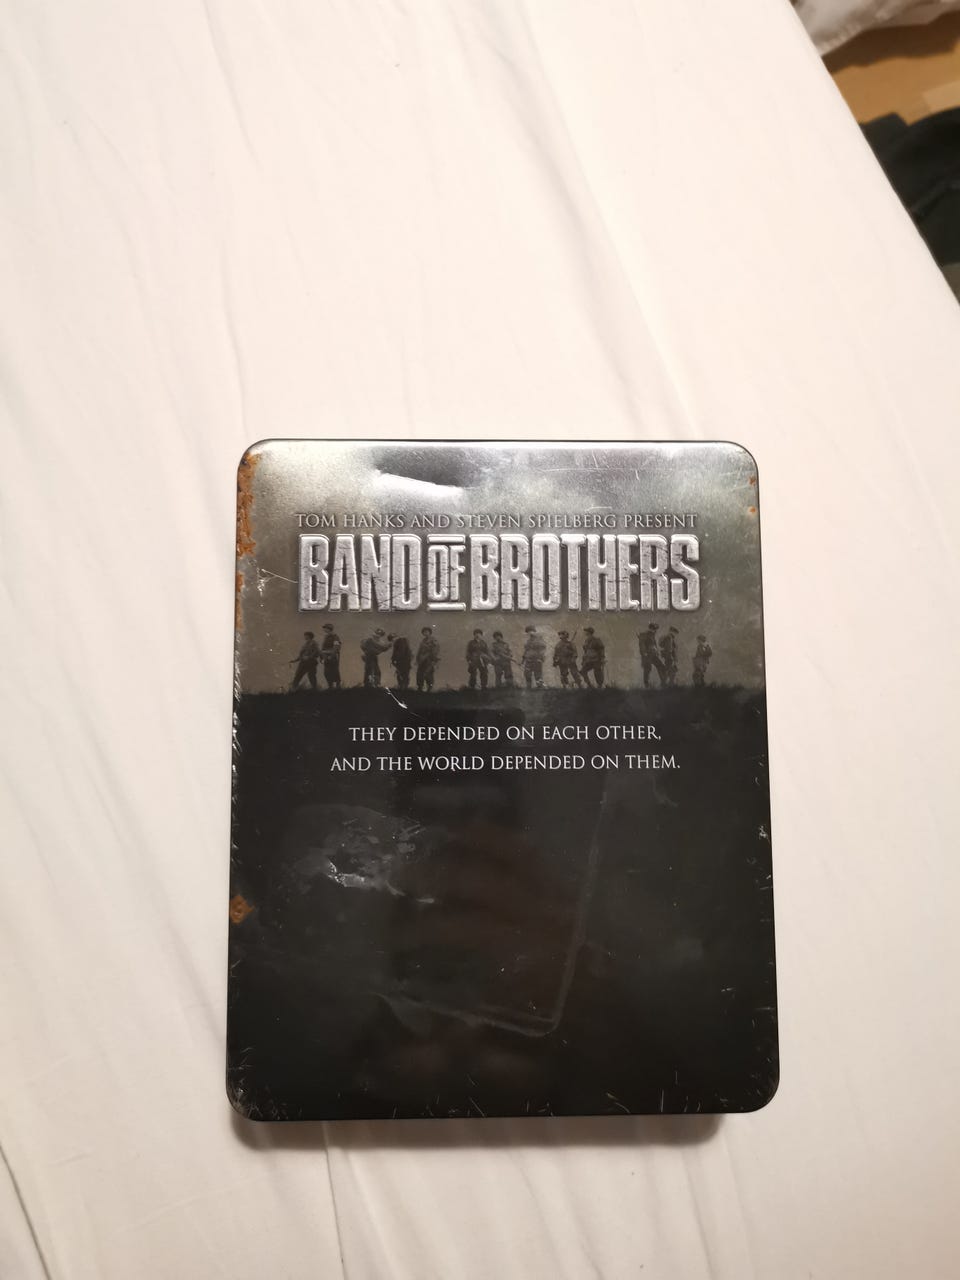 TOM HANKS AND STEVEN SPIELBERG PRESENT
BAND OF BROTHERS
THEY DEPENDED ON EACH OTHER,
AND THE WORLD DEPENDED ON THEM.